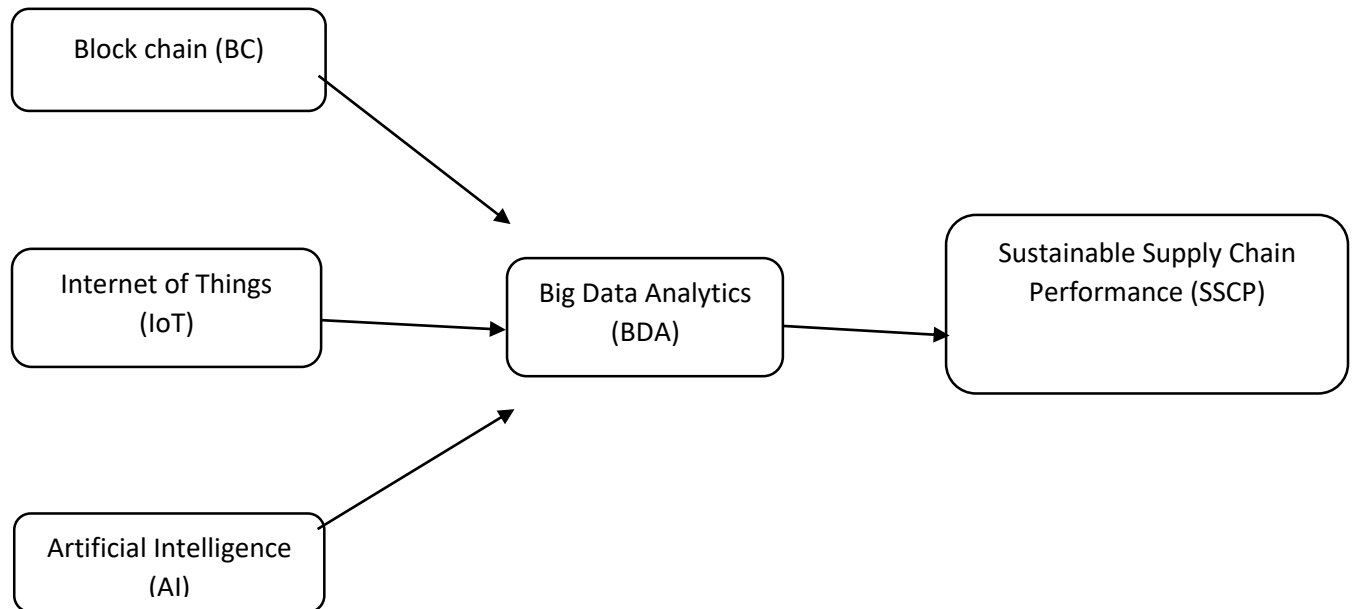 Block chain (BC)
Internet of Things
(IoT)
Big Data Analytics
(BDA)
Sustainable Supply Chain
Performance (SSCP)
Artificial Intelligence
(AI)